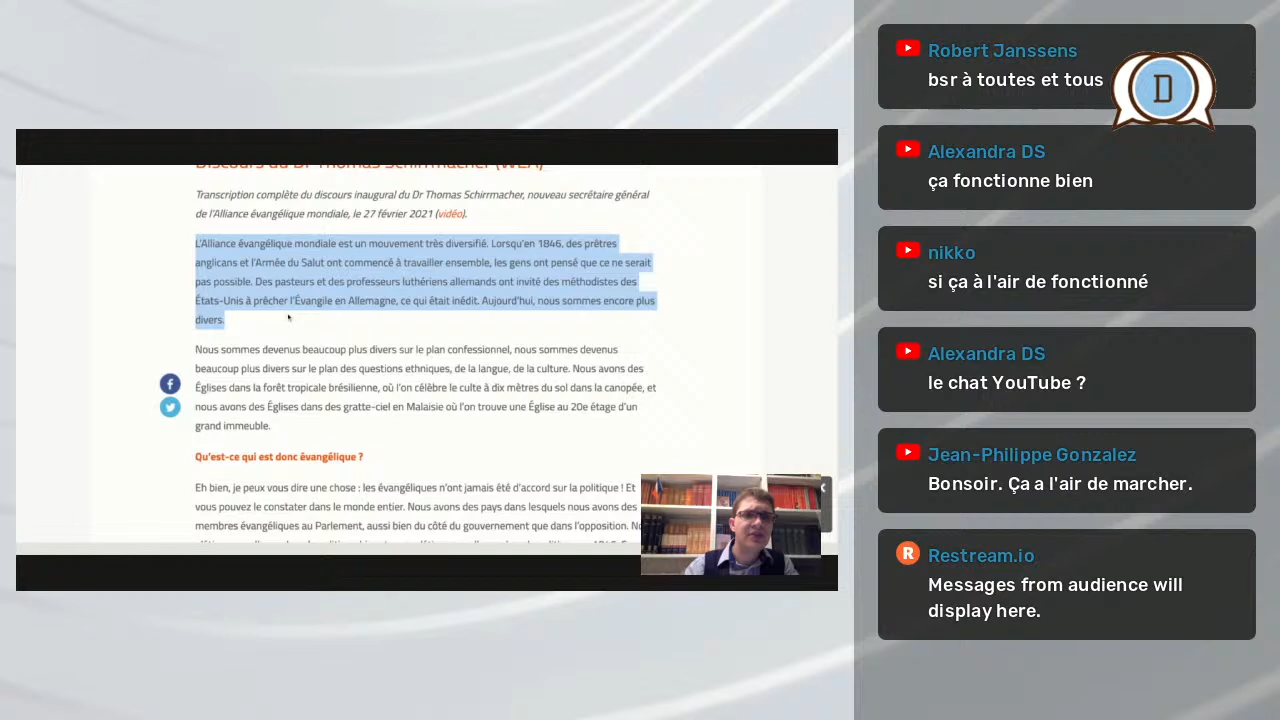 Discours du Dr Thomas Schirrmacher (WEA)
Transcription complète du discours inaugural du Dr Thomas Schirrmacher, nouveau secrétaire général
de l'Alliance évangélique mondiale, le 27 février 2021 (vidéo).
L'Alliance évangélique mondiale est un mouvement très diversifié. Lorsqu'en 1846, des prêtres
anglicans et l'Armée du Salut ont commencé à travailler ensemble, les gens ont pensé que ce ne serait
pas possible. Des pasteurs et des professeurs luthériens allemands ont invité des méthodistes des
États-Unis à prêcher l'Évangile en Allemagne, ce qui était inédit. Aujourd'hui, nous sommes encore plus
divers.
Nous sommes devenus beaucoup plus divers sur le plan confessionnel, nous sommes devenus
beaucoup plus divers sur le plan des questions ethniques, de la langue, de la culture. Nous avons des
Églises dans la forêt tropicale brésilienne, où l'on célèbre le culte à dix mètres du sol dans la canopée, et
nous avons des Églises dans des gratte-ciel en Malaisie où l'on trouve une Église au 20e étage d'un
grand immeuble.
Qu'est-ce qui est donc évangélique ?
Eh bien, je peux vous dire une chose : les évangéliques n'ont jamais été d'accord sur la politique ! Et
vous pouvez le constater dans le monde entier. Nous avons des pays dans lesquels nous avons des
membres évangéliques au Parlement, aussi bien du côté du gouvernement que dans l'opposition.
Robert Janssens
bsr à toutes et tous
D
Alexandra DS
ça fonctionne bien
nikko
si ça à l'air de fonctionné
Alexandra DS
le chat YouTube ?
Jean-Philippe Gonzalez
Bonsoir. Ça a l'air de marcher.
R
Restream.io
Messages from audience will
display here.